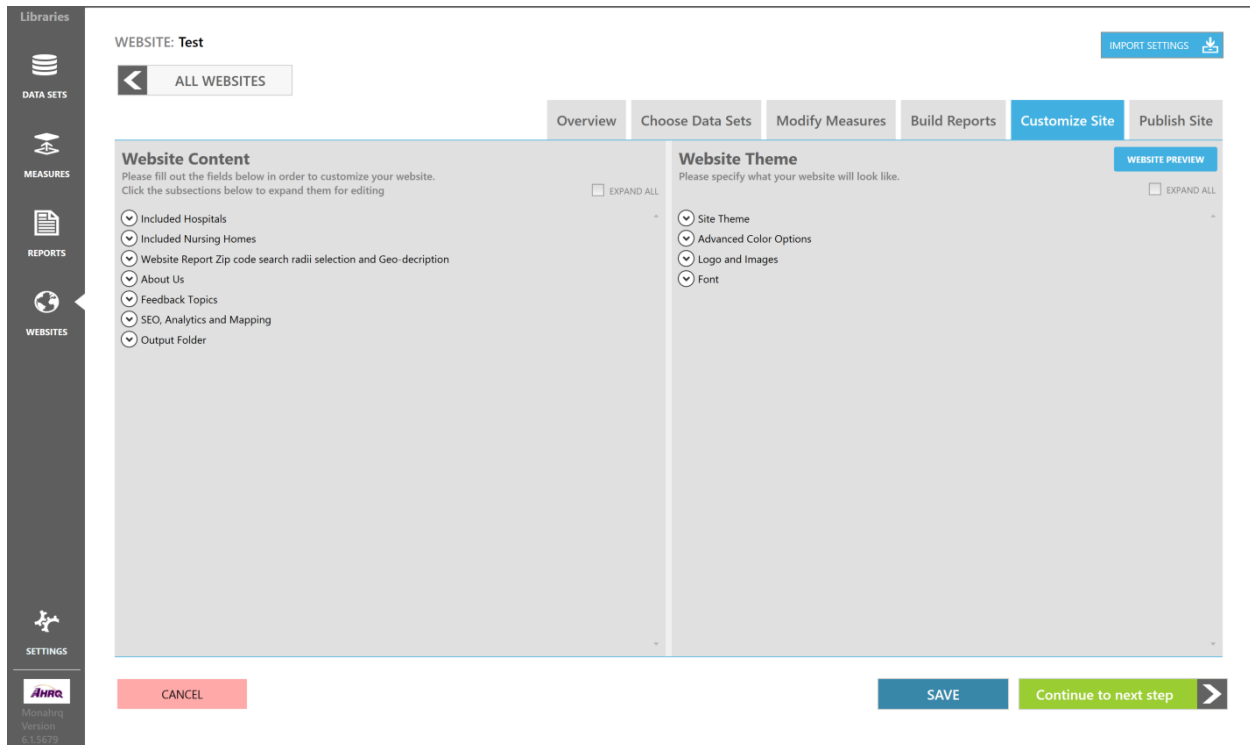 Libraries
DATA SETS
MEASURES
REPORTS
WEBSITES
SETTINGS
AHRQ
Monahrq
Version
6.1.5679
WEBSITE: Test
IMPORT SETTINGS
ALL WEBSITES
Overview
Choose Data Sets
Modify Measures
Build Reports
Customize Site
Publish Site
Website Content
Please fill out the fields below in order to customize your website.
Click the subsections below to expand them for editing
EXPAND ALL
Included Hospitals
Included Nursing Homes
Website Report Zip code search radii selection and Geo-decription
About Us
Feedback Topics
SEO, Analytics and Mapping
Output Folder
Website Theme
WEBSITE PREVIEW
Please specify what your website will look like.
EXPAND ALL
Site Theme
Advanced Color Options
Logo and Images
Font
CANCEL
SAVE
Continue to next step